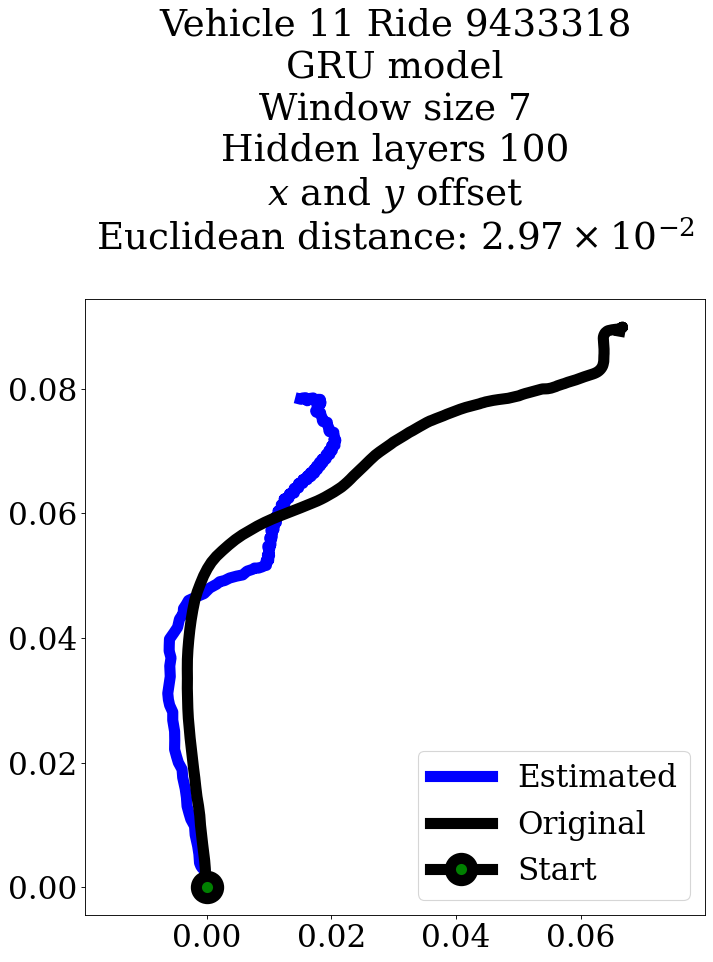 Vehicle 11 Ride 9433318
GRU model
Window size 7
Hidden layers 100
x and y offset
Euclidean distance: 2.97 × 10⁻²
0.08
0.06
0.04
0.02
0.00
Estimated
Original
Start
0.00 0.02 0.04 0.06